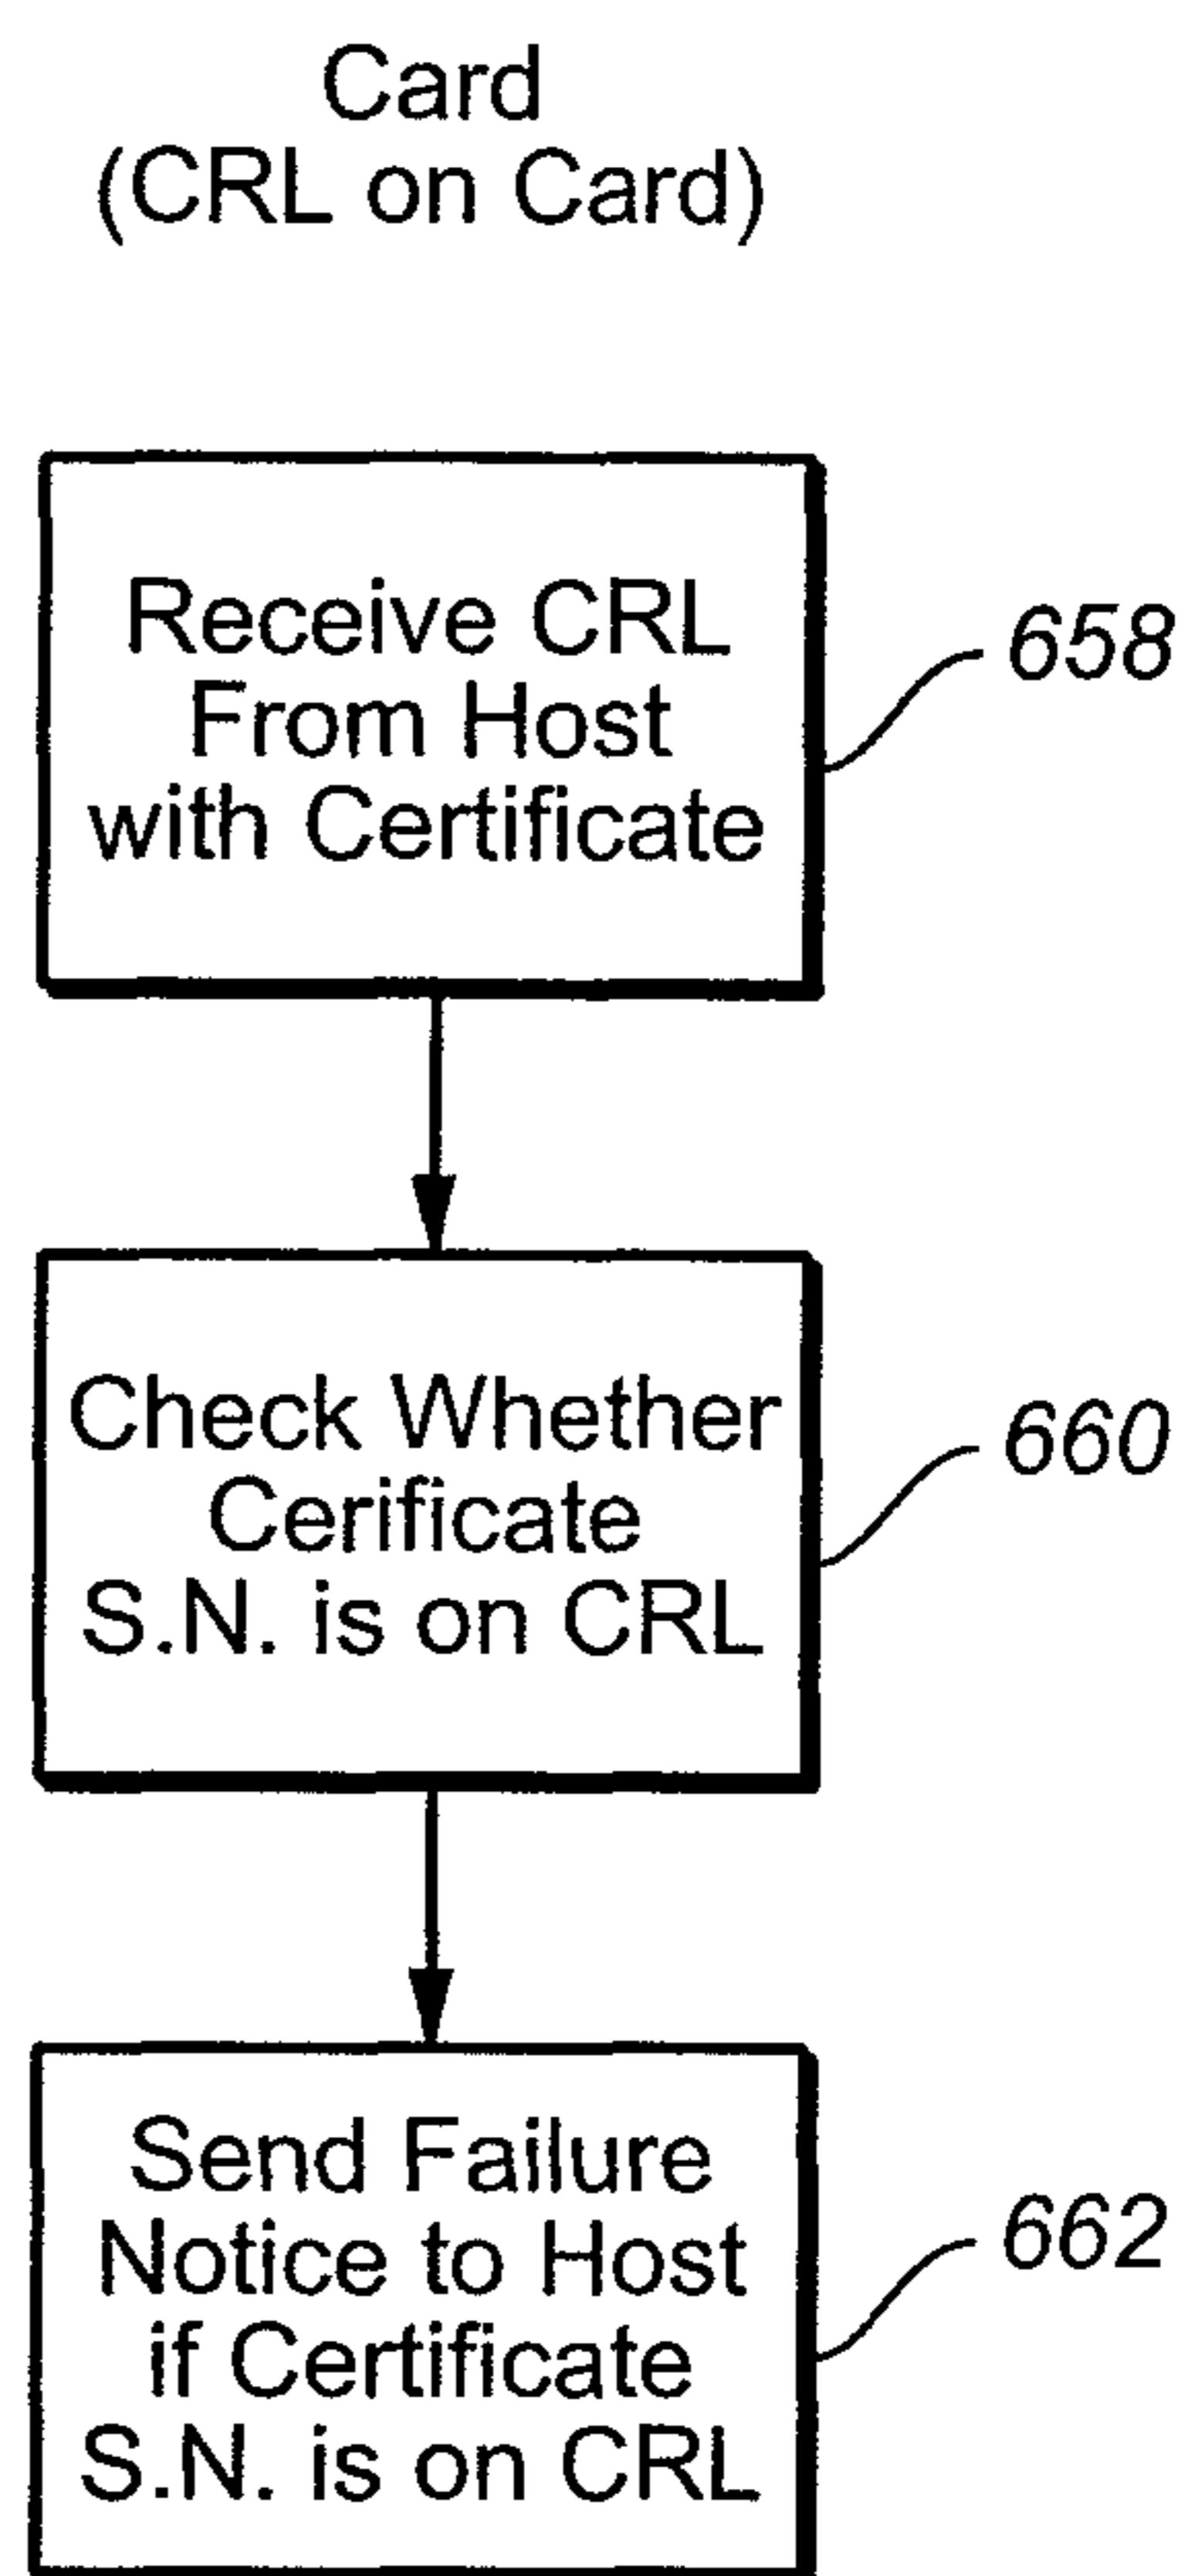 Card
(CRL on Card)
Receive CRL
From Host
with Certificate
658
Check Whether
Cerificate
S.N. is on CRL
660
Send Failure
Notice to Host
if Certificate
S.N. is on CRL
662